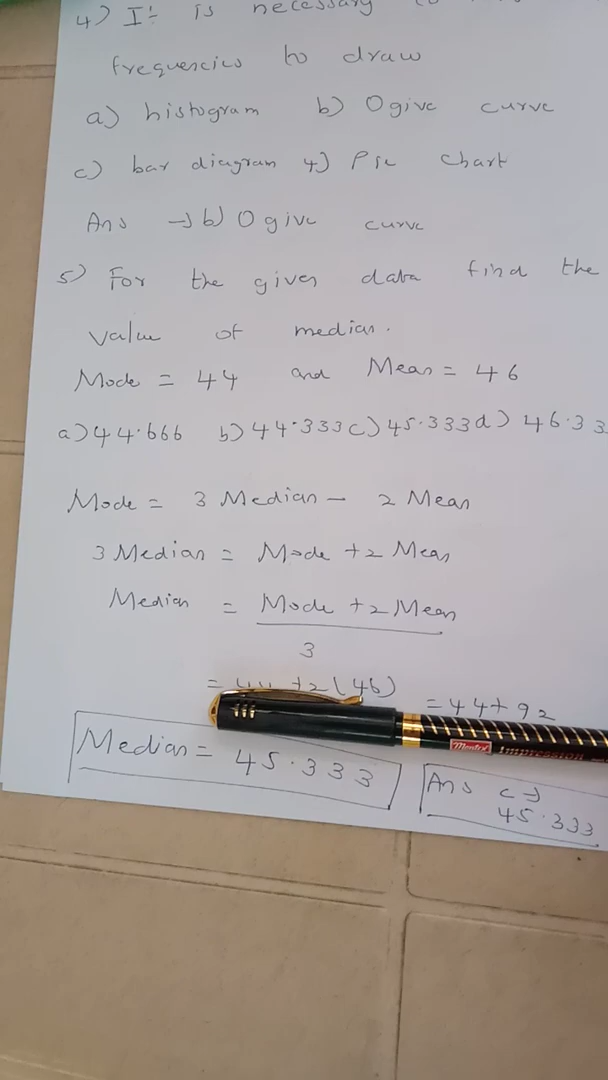 4) It is necessary
frequencies to draw
a) histogram b) Ogive curve
c) bar diagram 4) Pie chart
Ans → b) Ogive curve
5) For the given data find the
value of median.
Mode = 44 and Mean = 46
a) 44.666 b) 44.333 c) 45.333 d) 46.33
Mode = 3 Median - 2 Mean
3 Median = Mode + 2 Mean
Median = Mode + 2 Mean
3
= 44 + 2(46) = 44 + 92
Montex Impression
Median = 45.333
Ans c →
45.333